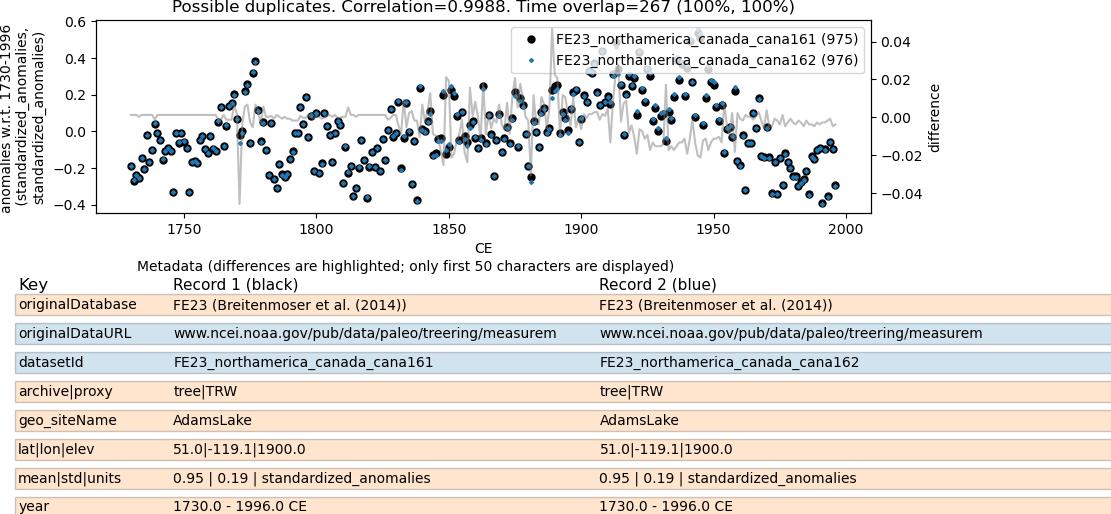 Possible duplicates. Correlation=0.9988. Time overlap=267 (100%, 100%)
anomalies w.r.t. 1730-1996
(standardized_anomalies,
standardized_anomalies)
0.6
0.4
0.2
0.0
−0.2
−0.4
FE23_northamerica_canada_cana161 (975)
FE23_northamerica_canada_cana162 (976)
0.04
0.02
0.00
−0.02
−0.04
difference
1750 1800 1850 1900 1950 2000
CE
Metadata (differences are highlighted; only first 50 characters are displayed)
Key Record 1 (black) Record 2 (blue)
originalDatabase FE23 (Breitenmoser et al. (2014)) FE23 (Breitenmoser et al. (2014))
originalDataURL www.ncei.noaa.gov/pub/data/paleo/treering/measurem www.ncei.noaa.gov/pub/data/paleo/treering/measurem
datasetId FE23_northamerica_canada_cana161 FE23_northamerica_canada_cana162
archive|proxy tree|TRW tree|TRW
geo_siteName AdamsLake AdamsLake
lat|lon|elev 51.0|-119.1|1900.0 51.0|-119.1|1900.0
mean|std|units 0.95 | 0.19 | standardized_anomalies 0.95 | 0.19 | standardized_anomalies
year 1730.0 - 1996.0 CE 1730.0 - 1996.0 CE